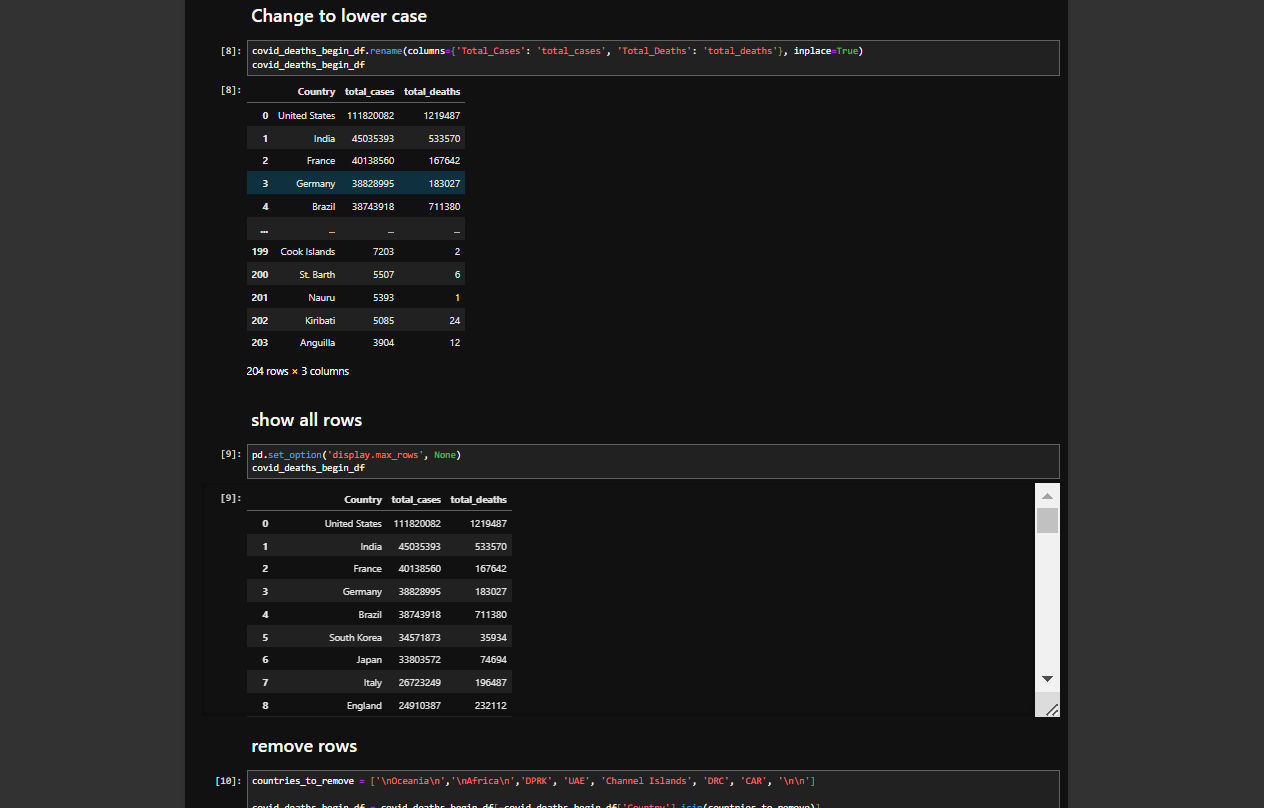 Change to lower case
[8]: covid_deaths_begin_df.rename(columns={'Total_Cases': 'total_cases', 'Total_Deaths': 'total_deaths'}, inplace=True)
covid_deaths_begin_df
[8]: Country total_cases total_deaths
0 United States 111820082 1219487
1 India 45035393 533570
2 France 40138560 167642
3 Germany 38828995 183027
4 Brazil 38743918 711380
... ... ... ...
199 Cook Islands 7203 2
200 St. Barth 5507 6
201 Nauru 5393 1
202 Kiribati 5085 24
203 Anguilla 3904 12
204 rows × 3 columns
show all rows
[9]: pd.set_option('display.max_rows', None)
covid_deaths_begin_df
[9]: Country total_cases total_deaths
0 United States 111820082 1219487
1 India 45035393 533570
2 France 40138560 167642
3 Germany 38828995 183027
4 Brazil 38743918 711380
5 South Korea 34571873 35934
6 Japan 33803572 74694
7 Italy 26723249 196487
8 England 24910387 232112
remove rows
[10]: countries_to_remove = ['\nOceania\n','\nAfrica\n','DPRK', 'UAE', 'Channel Islands', 'DRC', 'CAR', '\n\n']